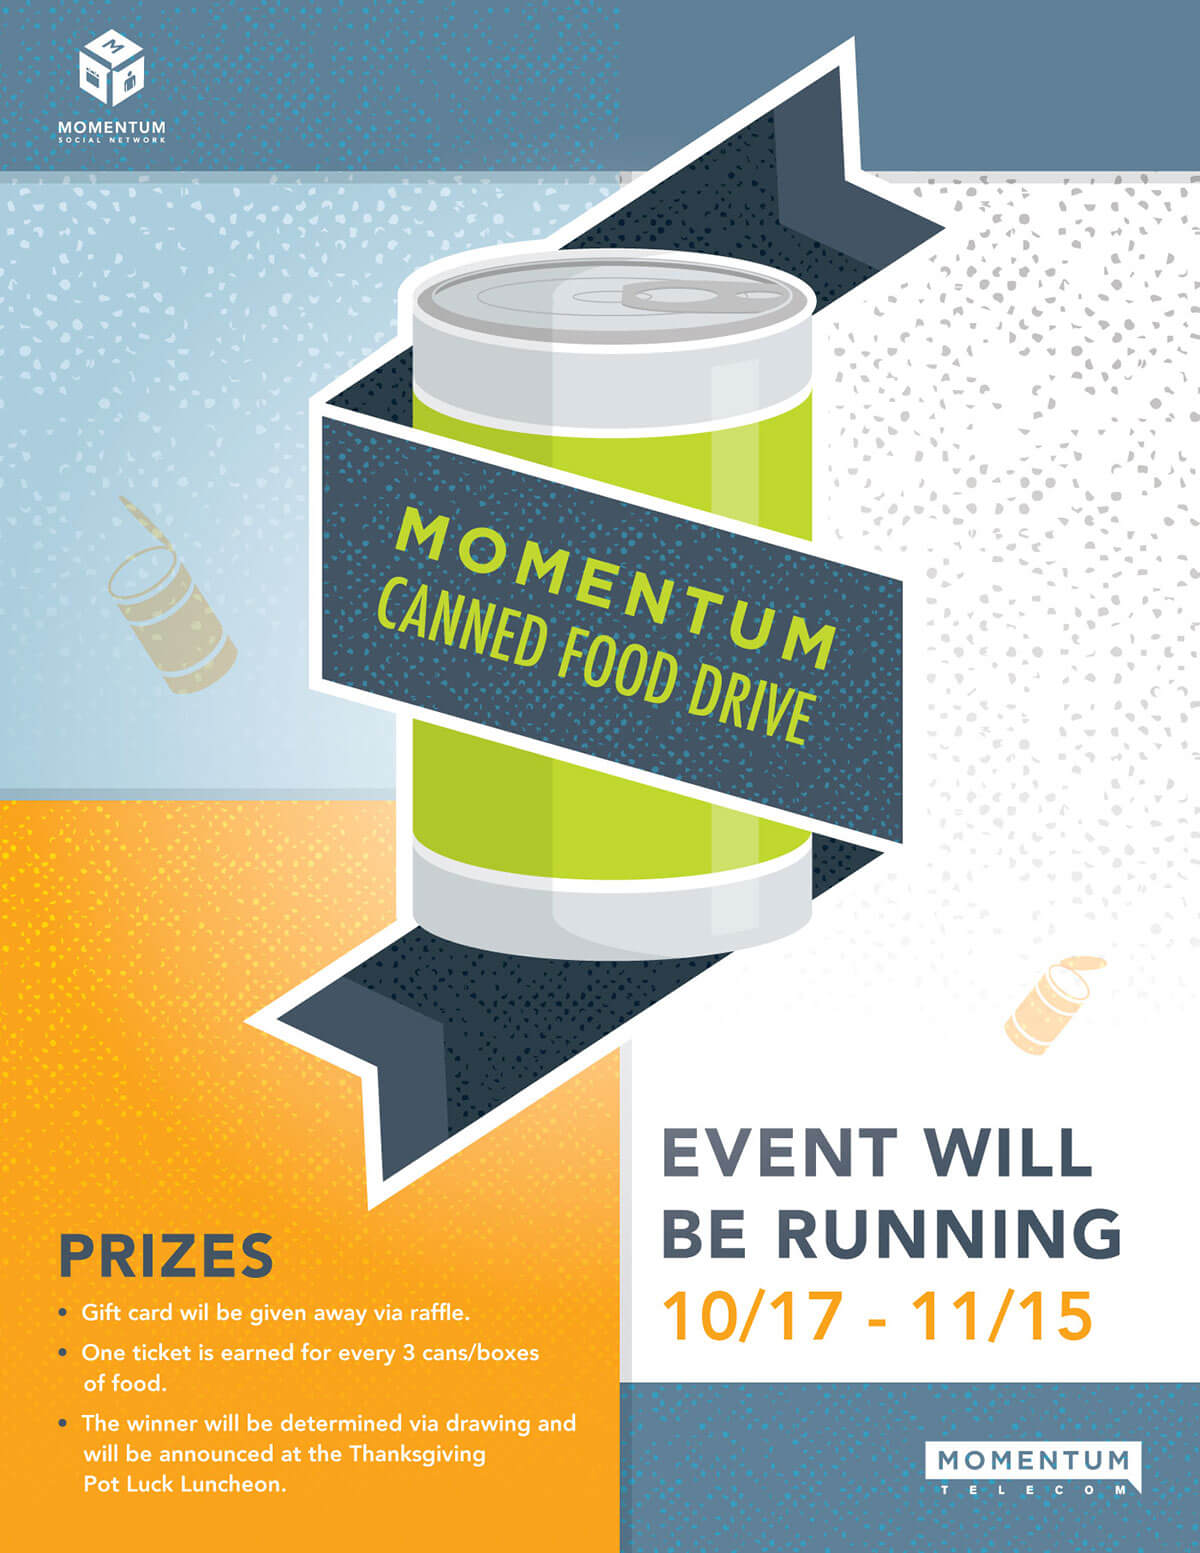 M
MOMENTUM
SOCIAL NETWORK
MOMENTUM
CANNED FOOD DRIVE
EVENT WILL
BE RUNNING
10/17 - 11/15
PRIZES
• Gift card wil be given away via raffle.
• One ticket is earned for every 3 cans/boxes
of food.
• The winner will be determined via drawing and
will be announced at the Thanksgiving
Pot Luck Luncheon.
MOMENTUM
TELECOM